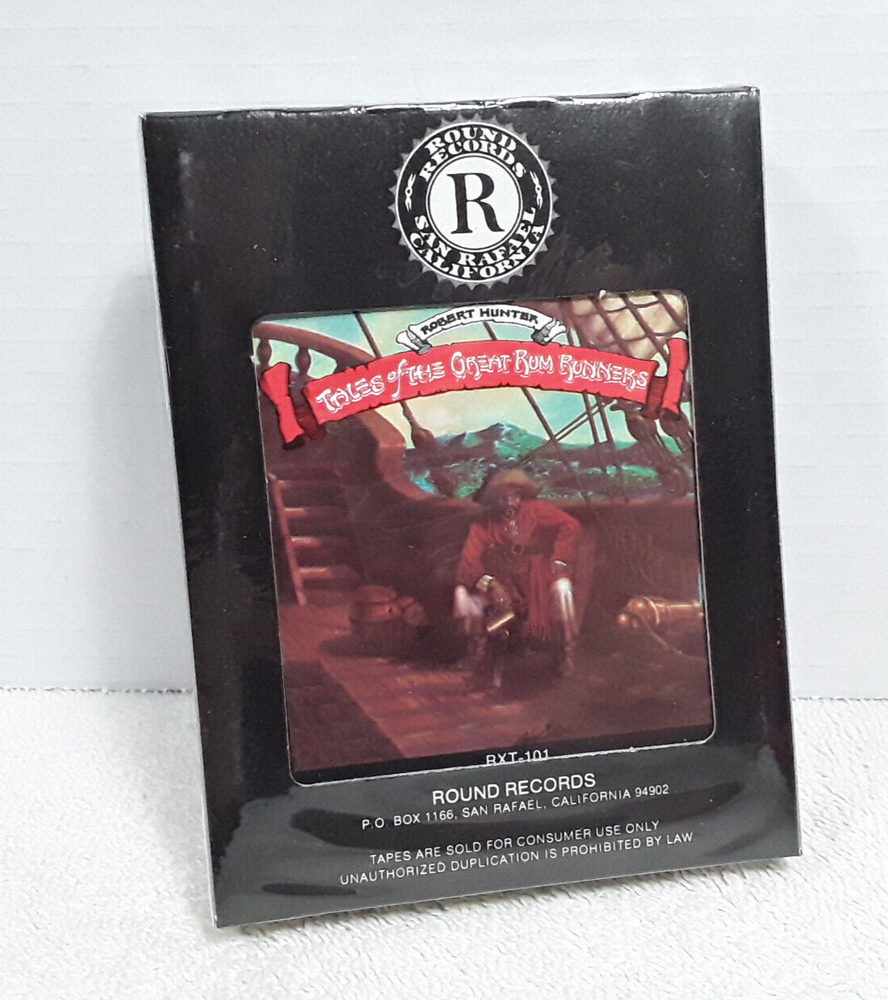 ROUND
RECORDS
R
SAN RAFAEL
CALIFORNIA
ROBERT HUNTER
TALES of THE GREAT RUM RUNNERS
RXT-101
ROUND RECORDS
P.O. BOX 1166, SAN RAFAEL, CALIFORNIA 94902
TAPES ARE SOLD FOR CONSUMER USE ONLY
UNAUTHORIZED DUPLICATION IS PROHIBITED BY LAW